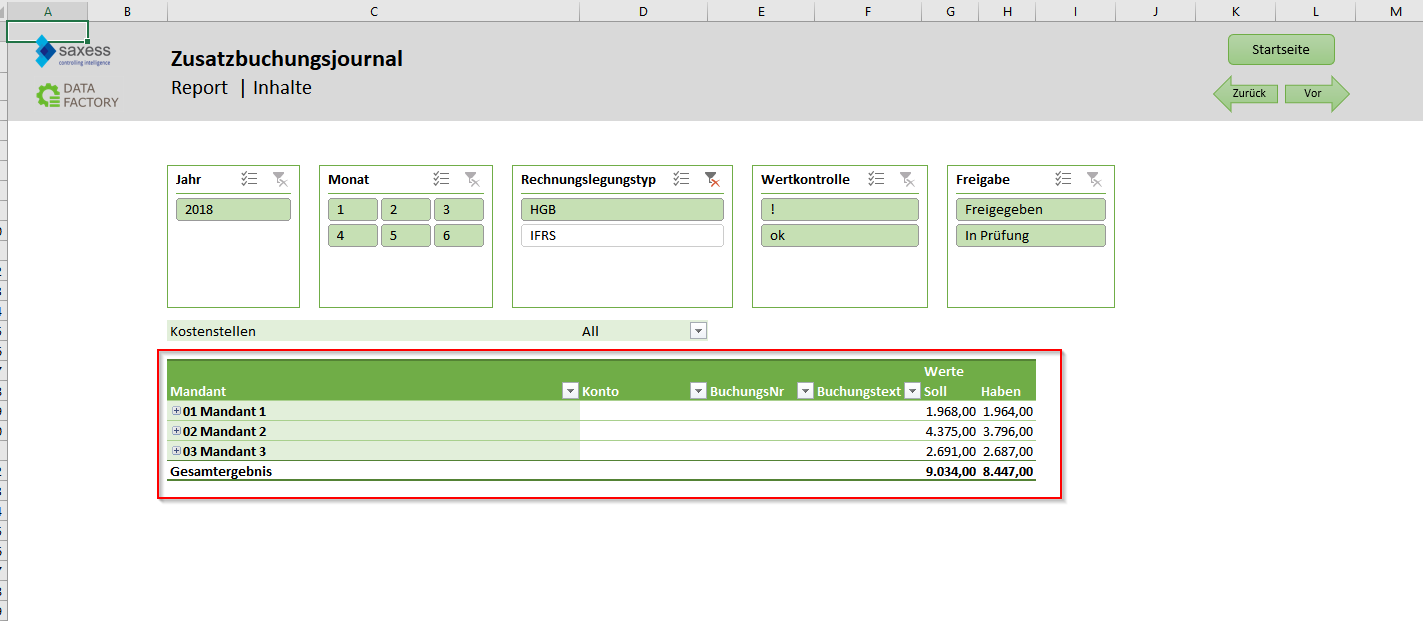 A B C D E F G H I J K L M
saxess
controlling intelligence
DATA
FACTORY
Zusatzbuchungsjournal
Report | Inhalte
Startseite
Zurück Vor
Jahr
2018
Monat
1 2 3
4 5 6
Rechnungslegungstyp
HGB
IFRS
Wertkontrolle
!
ok
Freigabe
Freigegeben
In Prüfung
Kostenstellen All
Werte
Mandant Konto BuchungsNr Buchungstext Soll Haben
01 Mandant 1 1.968,00 1.964,00
02 Mandant 2 4.375,00 3.796,00
03 Mandant 3 2.691,00 2.687,00
Gesamtergebnis 9.034,00 8.447,00